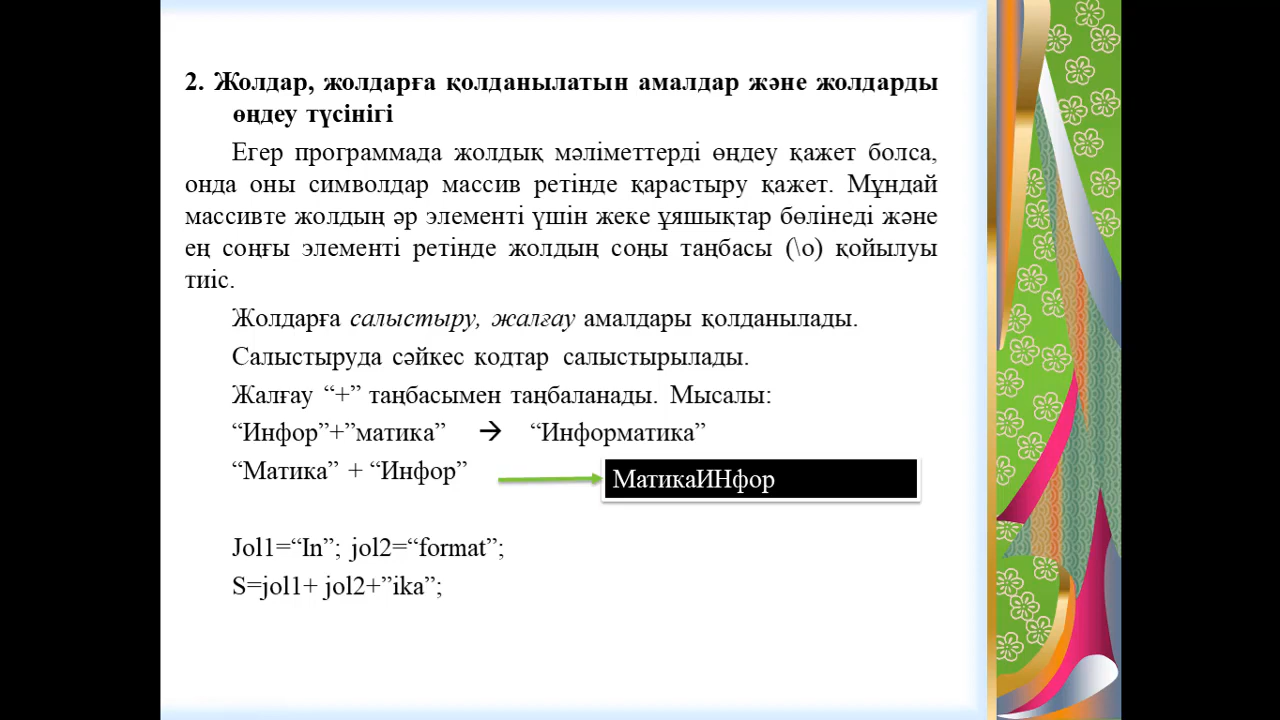 2. Жолдар, жолдарға қолданылатын амалдар және жолдарды
өңдеу түсінігі
Егер программада жолдық мәліметтерді өңдеу қажет болса,
онда оны символдар массив ретінде қарастыру қажет. Мұндай
массивте жолдың әр элементі үшін жеке ұяшықтар бөлінеді және
ең соңғы элементі ретінде жолдың соңы таңбасы (\о) қойылуы
тиіс.
Жолдарға салыстыру, жалғау амалдары қолданылады.
Салыстыруда сәйкес кодтар салыстырылады.
Жалғау “+” таңбасымен таңбаланады. Мысалы:
“Инфор”+”матика” → “Информатика”
“Матика” + “Инфор” МатикаИНфор
Jol1=“In”; jol2=“format”;
S=jol1+ jol2+”ika”;